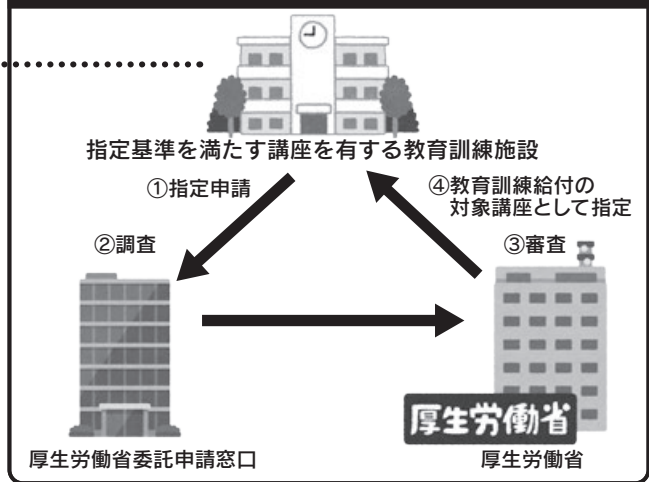 指定基準を満たす講座を有する教育訓練施設
①指定申請
④教育訓練給付の
対象講座として指定
②調査
③審査
厚生労働省
厚生労働省委託申請窓口
厚生労働省